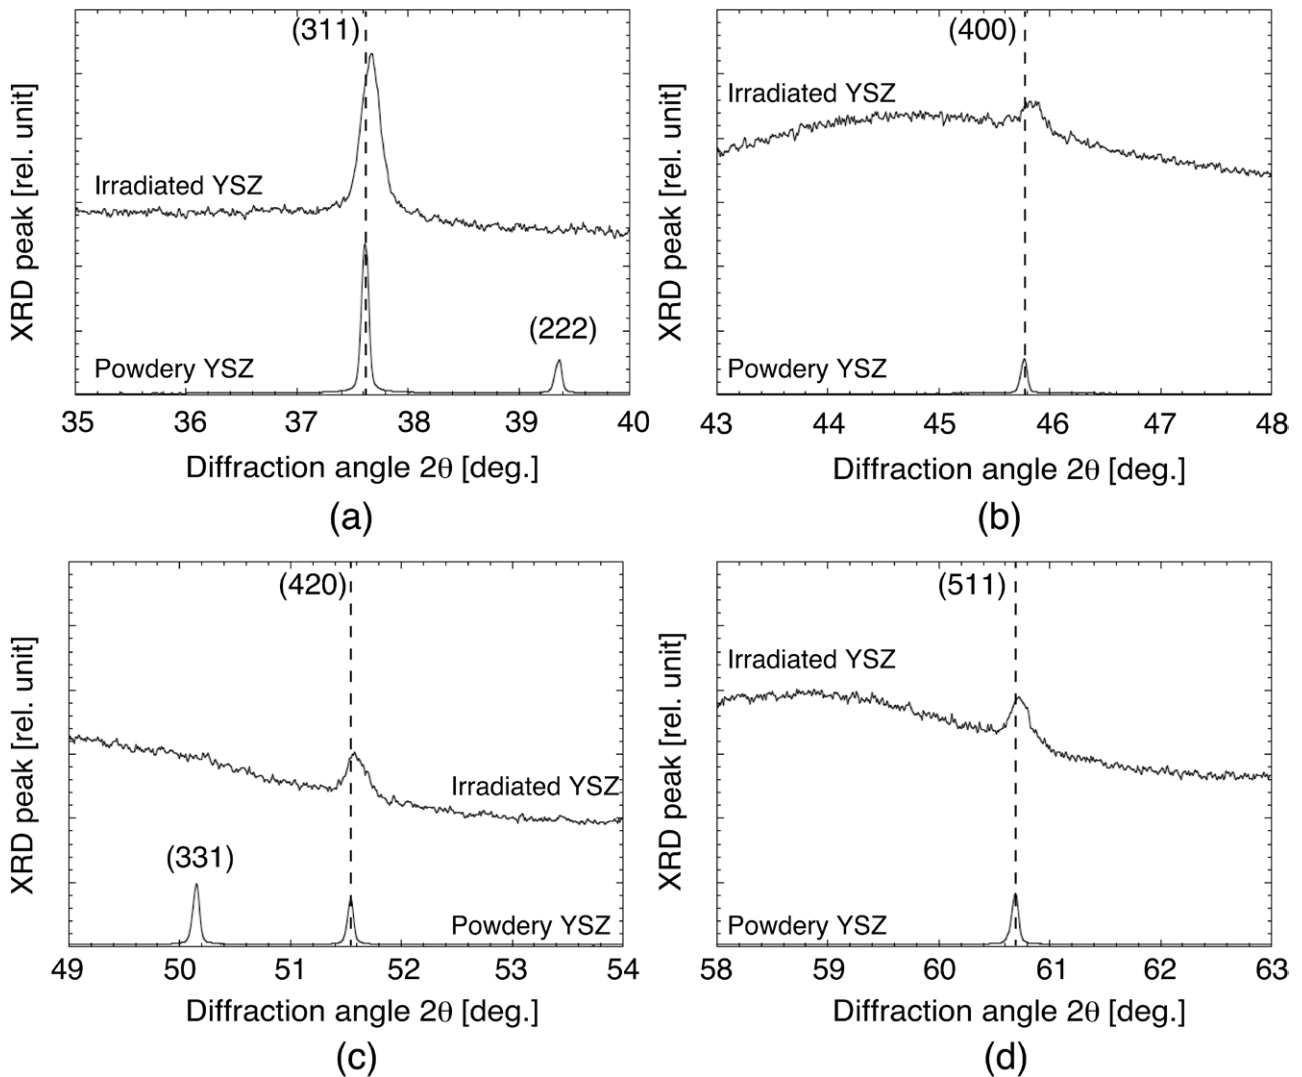 (311)
XRD peak [rel. unit]
Irradiated YSZ
(222)
Powdery YSZ
35 36 37 38 39 40
Diffraction angle 2θ [deg.]
(a)
(400)
XRD peak [rel. unit]
Irradiated YSZ
Powdery YSZ
43 44 45 46 47 48
Diffraction angle 2θ [deg.]
(b)
(420)
XRD peak [rel. unit]
Irradiated YSZ
(331)
Powdery YSZ
49 50 51 52 53 54
Diffraction angle 2θ [deg.]
(c)
(511)
XRD peak [rel. unit]
Irradiated YSZ
Powdery YSZ
58 59 60 61 62 63
Diffraction angle 2θ [deg.]
(d)